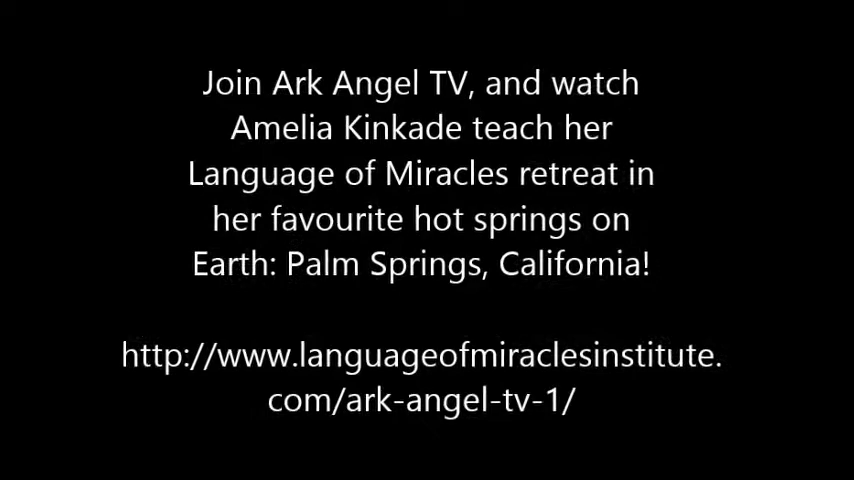 Join Ark Angel TV, and watch
Amelia Kinkade teach her
Language of Miracles retreat in
her favourite hot springs on
Earth: Palm Springs, California!
http://www.languageofmiraclesinstitute.
com/ark-angel-tv-1/